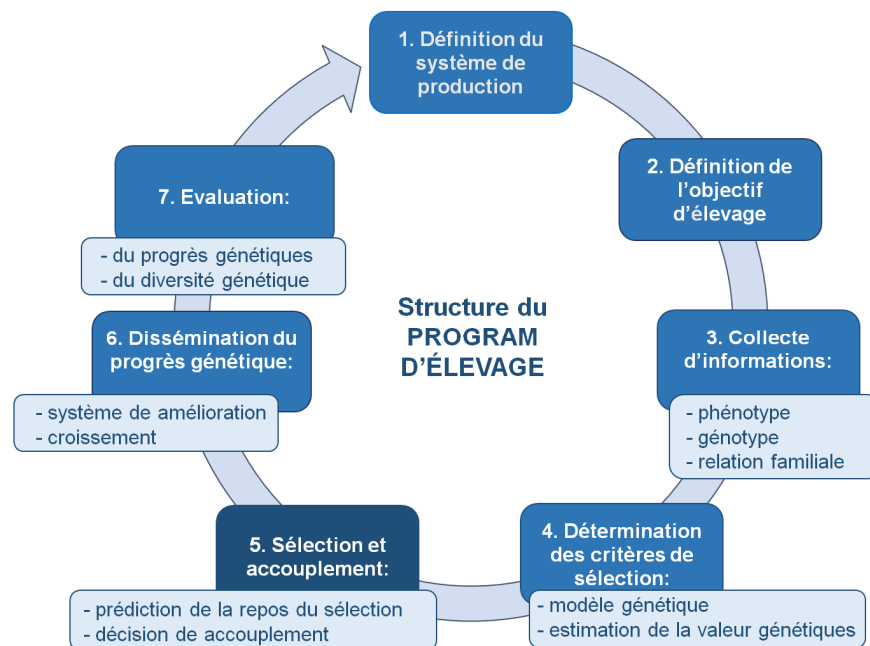 1. Définition du
système de
production
2. Définition de
l'objectif
d'élevage
3. Collecte
d'informations:
- phénotype
- génotype
- relation familiale
4. Détermination
des critères de
sélection:
- modèle génétique
- estimation de la valeur génétiques
5. Sélection et
accouplement:
- prédiction de la repos du sélection
- décision de accouplement
6. Dissémination du
progrès génétique:
- système de amélioration
- croissement
7. Evaluation:
- du progrès génétiques
- du diversité génétique
Structure du
PROGRAM
D'ÉLEVAGE